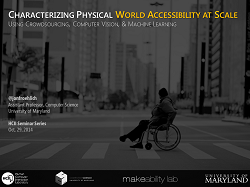 CHARACTERIZING PHYSICAL WORLD ACCESSIBILITY AT SCALE
USING CROWDSOURCING, COMPUTER VISION, & MACHINE LEARNING
@jonfroehlich
Assistant Professor, Computer Science
University of Maryland
HCIL Seminar Series
Oct. 29, 2014
makeability lab
UNIVERSITY OF
MARYLAND